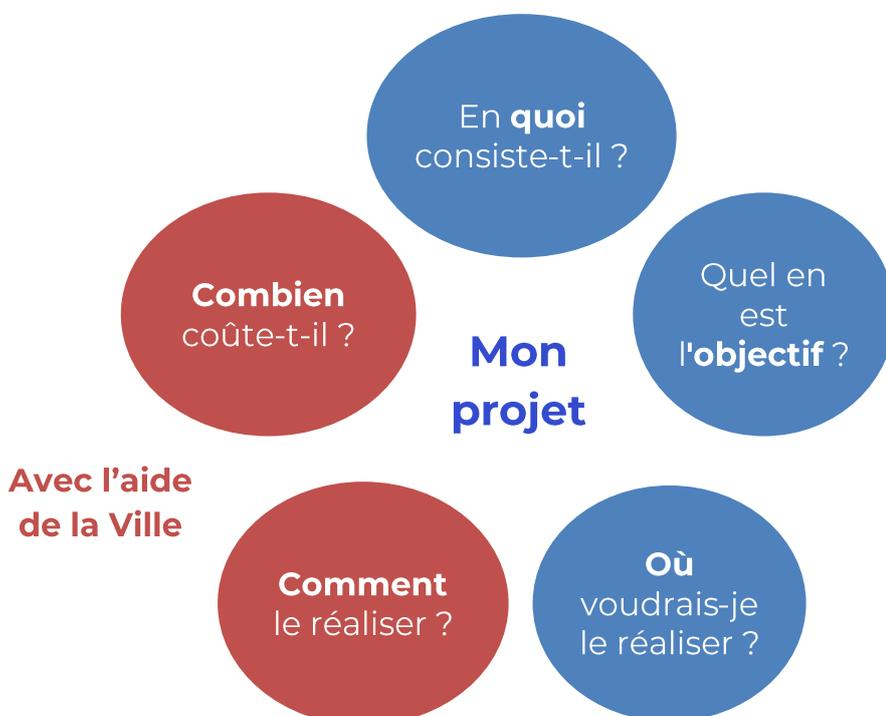 En quoi
consiste-t-il ?
Quel en
est
l'objectif ?
Combien
coûte-t-il ?
Mon
projet
Avec l’aide
de la Ville
Comment
le réaliser ?
Où
voudrais-je
le réaliser ?